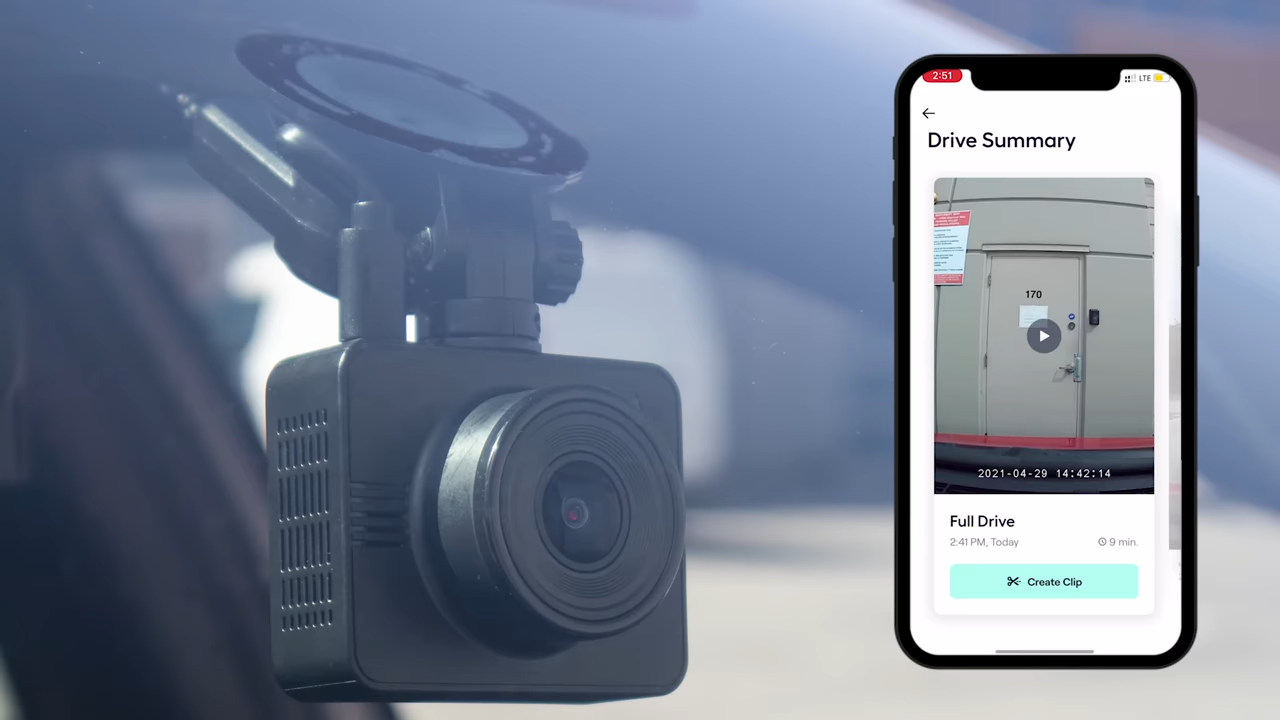 2:51
LTE
Drive Summary
170
2021-04-29 14:42:14
Full Drive
2:41 PM, Today
9 min.
Create Clip